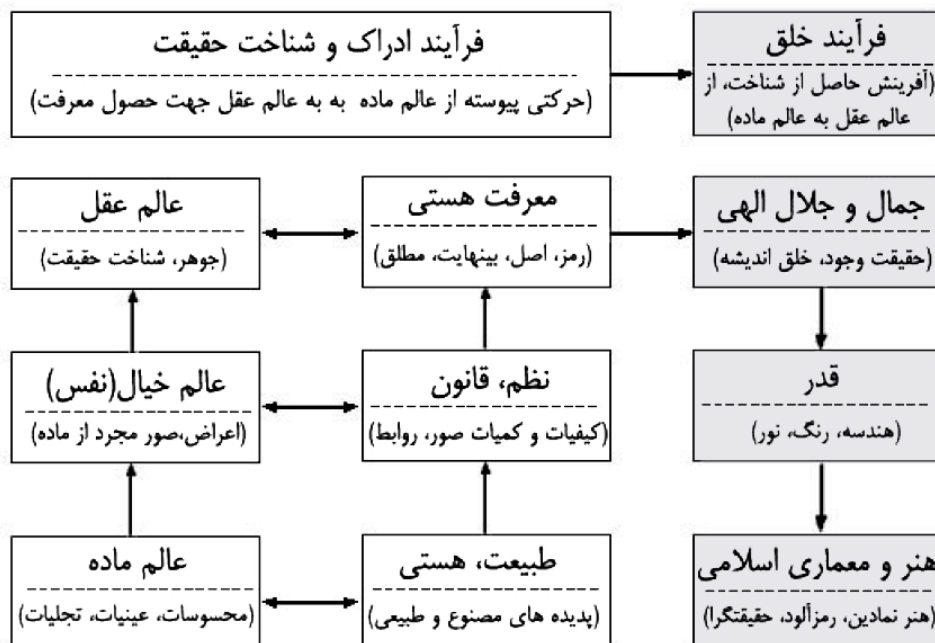 فرآیند خلق
(آفرینش حاصل از شناخت، از
عالم عقل به عالم ماده)
فرآیند ادراک و شناخت حقیقت
(حرکتی پیوسته از عالم ماده به به عالم عقل جهت حصول معرفت)
جمال و جلال الهی
(حقیقت وجود، خلق اندیشه)
معرفت هستی
(رمز، اصل، بینهایت، مطلق)
عالم عقل
(جوهر، شناخت حقیقت)
قدر
(هندسه، رنگ، نور)
نظم، قانون
(کیفیات و کمیات صور، روابط)
عالم خیال(نفس)
(اعراض،صور مجرد از ماده)
هنر و معماری اسلامی
(هنر نمادین، رمزآلود، حقیقتگرا)
طبیعت، هستی
(پدیده های مصنوع و طبیعی)
عالم ماده
(محسوسات، عینیات، تجلیات)